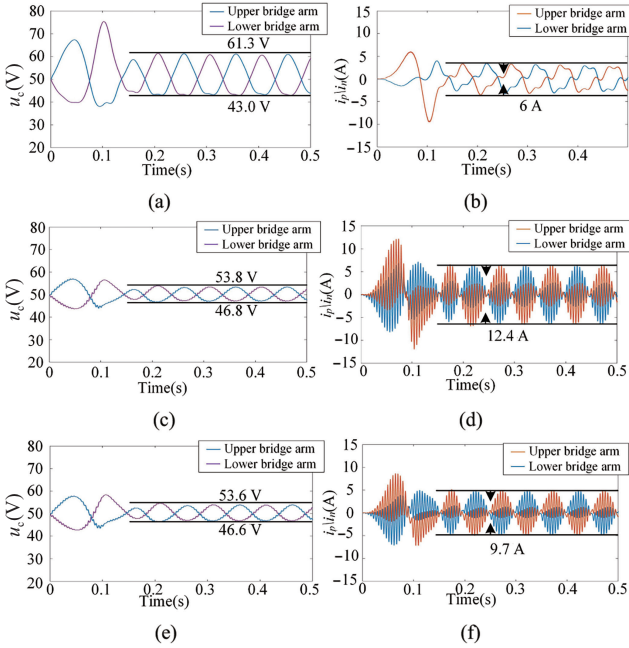 Upper bridge arm
Lower bridge arm
80
70
60
50
40
30
20
u_c(V)
61.3 V
43.0 V
0
0.1
0.2
0.3
0.4
0.5
Time(s)
(a)
Upper bridge arm
Lower bridge arm
15
10
5
0
−5
−10
−15
i_p\i_n(A)
6 A
0
0.1
0.2
0.3
0.4
0.5
Time(s)
(b)
Upper bridge arm
Lower bridge arm
80
70
60
50
40
30
20
u_c(V)
53.8 V
46.8 V
0
0.1
0.2
0.3
0.4
0.5
Time(s)
(c)
Upper bridge arm
Lower bridge arm
15
10
5
0
−5
−10
−15
i_p\i_n(A)
12.4 A
0
0.1
0.2
0.3
0.4
0.5
Time(s)
(d)
Upper bridge arm
Lower bridge arm
80
70
60
50
40
30
20
u_c(V)
53.6 V
46.6 V
0
0.1
0.2
0.3
0.4
0.5
Time(s)
(e)
Upper bridge arm
Lower bridge arm
15
10
5
0
−5
−10
−15
i_p\i_n(A)
9.7 A
0
0.1
0.2
0.3
0.4
0.5
Time(s)
(f)